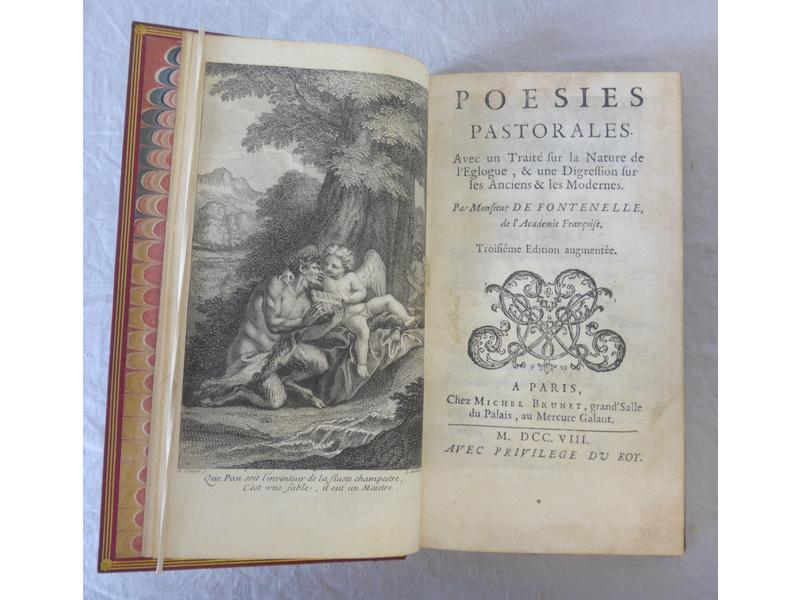 Que Pan soit l'inventeur de la fluste champestre,
C'est vne fable, il eut un Maistre.
POESIES
PASTORALES.
Avec un Traité sur la Nature de
l'Eglogue, & une Digression sur
les Anciens & les Modernes.
Par Monsieur DE FONTENELLE,
de l'Academie Françoise.
Troisiéme Edition augmentée.
A PARIS,
Chez MICHEL BRUNET, grand'Salle
du Palais, au Mercure Galant.
M. DCC. VIII.
AVEC PRIVILEGE DV ROY.